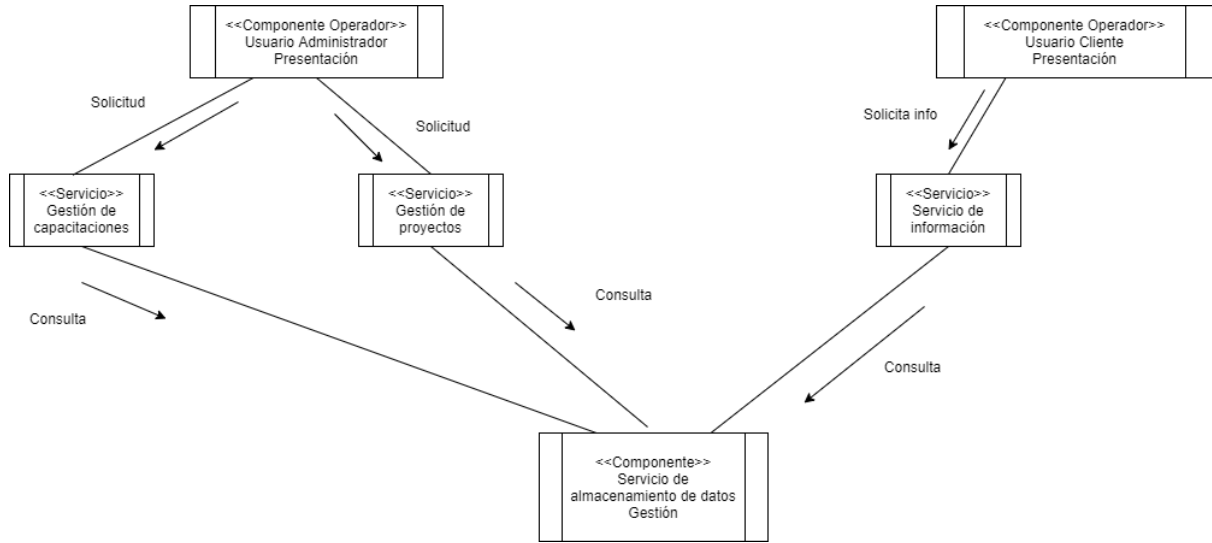 <<Componente Operador>>
Usuario Administrador
Presentación
<<Componente Operador>>
Usuario Cliente
Presentación
Solicitud
Solicitud
Solicita info
<<Servicio>>
Gestión de
capacitaciones
<<Servicio>>
Gestión de
proyectos
<<Servicio>>
Servicio de
información
Consulta
Consulta
Consulta
<<Componente>>
Servicio de
almacenamiento de datos
Gestión